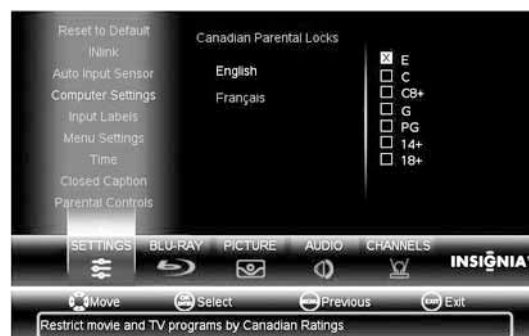 Reset to Default
INlink
Auto Input Sensor
Computer Settings
Input Labels
Menu Settings
Time
Closed Caption
Parental Controls
Canadian Parental Locks
English
Français
X E
C
C8+
G
PG
14+
18+
SETTINGS BLU-RAY PICTURE AUDIO CHANNELS
INSIGNIA
Move Select Previous Exit
Restrict movie and TV programs by Canadian Ratings